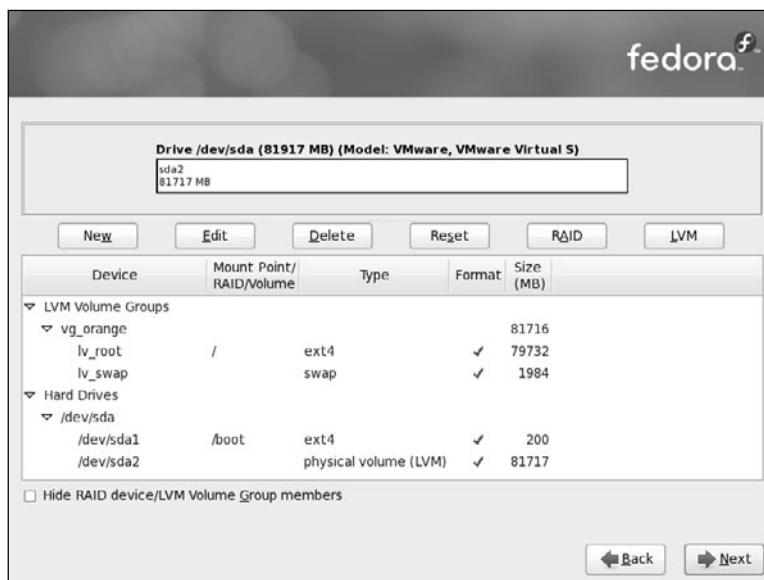 fedora
Drive /dev/sda (81917 MB) (Model: VMware, VMware Virtual S)
sda2
81717 MB
New Edit Delete Reset RAID LVM
Device Mount Point/ RAID/Volume Type Format Size (MB)
LVM Volume Groups
vg_orange 81716
lv_root / ext4 ✓ 79732
lv_swap swap ✓ 1984
Hard Drives
/dev/sda
/dev/sda1 /boot ext4 ✓ 200
/dev/sda2 physical volume (LVM) ✓ 81717
Hide RAID device/LVM Volume Group members
Back Next